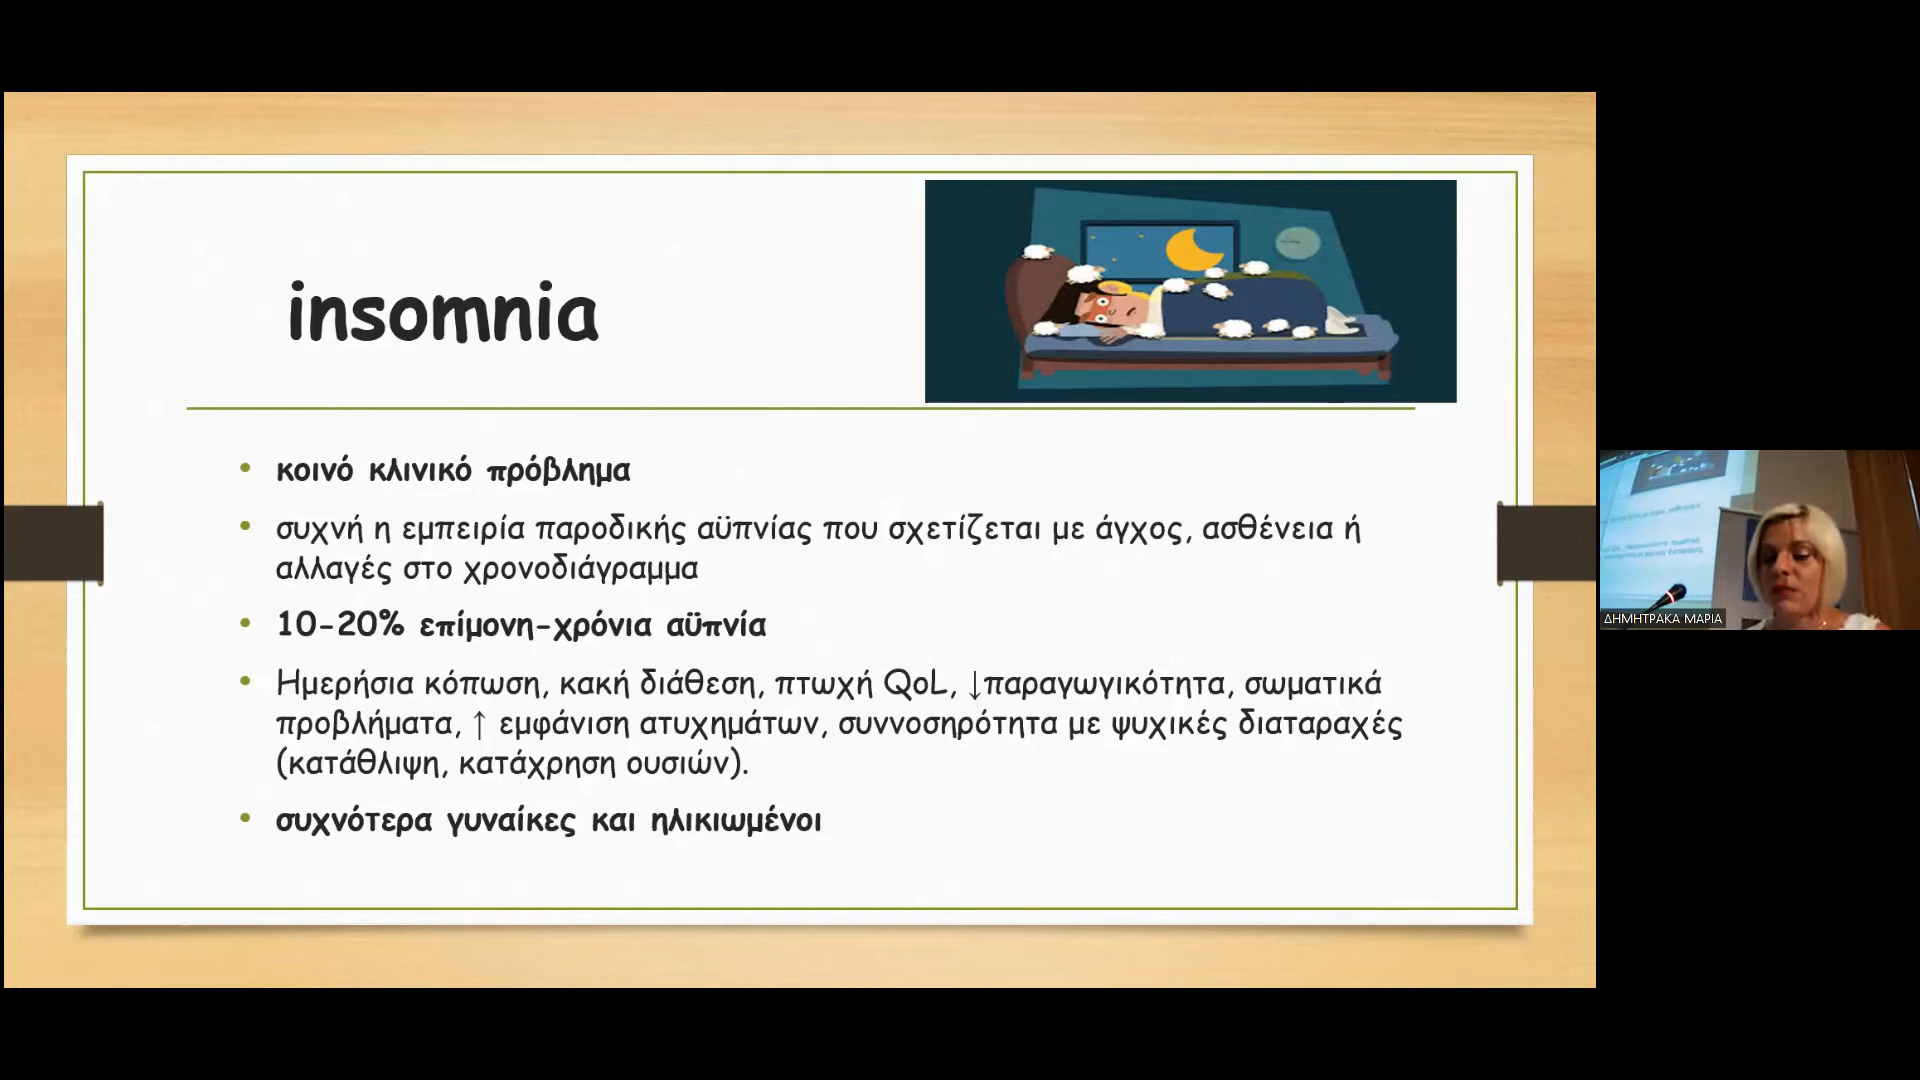 insomnia
• κοινό κλινικό πρόβλημα
• συχνή η εμπειρία παροδικής αϋπνίας που σχετίζεται με άγχος, ασθένεια ή
αλλαγές στο χρονοδιάγραμμα
• 10-20% επίμονη-χρόνια αϋπνία
• Ημερήσια κόπωση, κακή διάθεση, πτωχή QoL, ↓παραγωγικότητα, σωματικά
προβλήματα, ↑ εμφάνιση ατυχημάτων, συννοσηρότητα με ψυχικές διαταραχές
(κατάθλιψη, κατάχρηση ουσιών).
• συχνότερα γυναίκες και ηλικιωμένοι
ΔΗΜΗΤΡΑΚΑ ΜΑΡΙΑ